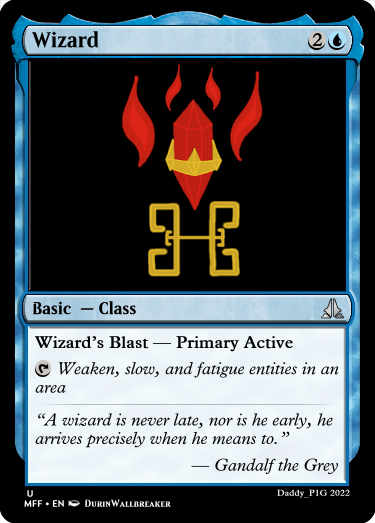 Wizard 2
Basic — Class
Wizard's Blast — Primary Active
Weaken, slow, and fatigue entities in an
area
“A wizard is never late, nor is he early, he
arrives precisely when he means to.”
— Gandalf the Grey
U
MFF • EN DurinWallbreaker
Daddy_P1G 2022